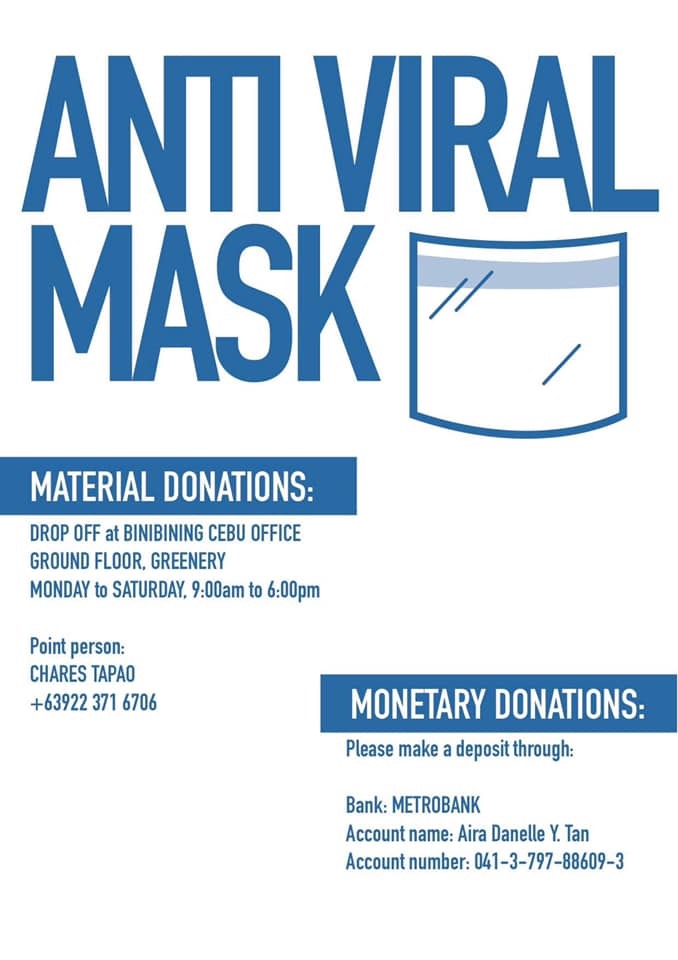 ANTI VIRAL
MASK
MATERIAL DONATIONS:
DROP OFF at BINIBINING CEBU OFFICE
GROUND FLOOR, GREENERY
MONDAY to SATURDAY, 9:00am to 6:00pm
Point person:
CHARES TAPAO
+63922 371 6706
MONETARY DONATIONS:
Please make a deposit through:
Bank: METROBANK
Account name: Aira Danelle Y. Tan
Account number: 041-3-797-88609-3